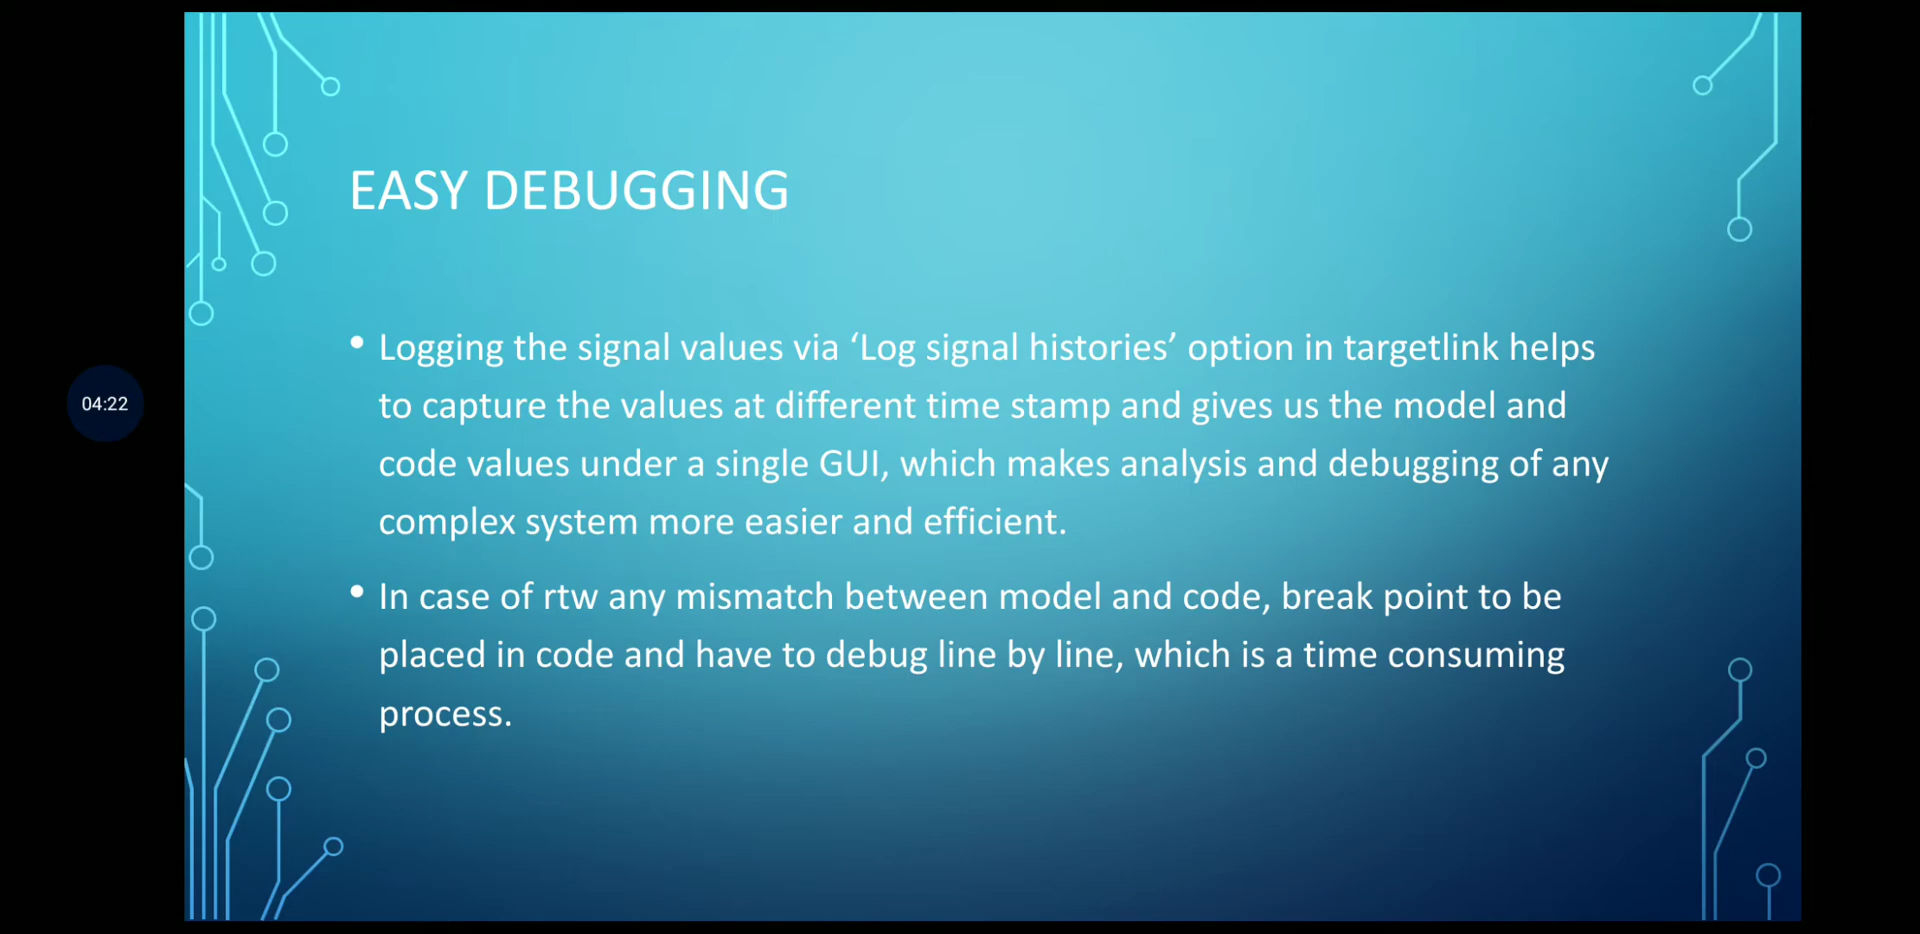 EASY DEBUGGING
• Logging the signal values via ‘Log signal histories’ option in targetlink helps
to capture the values at different time stamp and gives us the model and
code values under a single GUI, which makes analysis and debugging of any
complex system more easier and efficient.
04:22
• In case of rtw any mismatch between model and code, break point to be
placed in code and have to debug line by line, which is a time consuming
process.